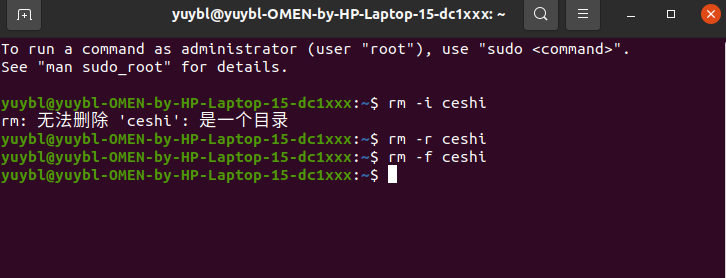 yuybl@yuybl-OMEN-by-HP-Laptop-15-dc1xxx: ~
To run a command as administrator (user "root"), use "sudo <command>".
See "man sudo_root" for details.
yuybl@yuybl-OMEN-by-HP-Laptop-15-dc1xxx:~$ rm -i ceshi
rm: 无法删除 'ceshi': 是一个目录
yuybl@yuybl-OMEN-by-HP-Laptop-15-dc1xxx:~$ rm -r ceshi
yuybl@yuybl-OMEN-by-HP-Laptop-15-dc1xxx:~$ rm -f ceshi
yuybl@yuybl-OMEN-by-HP-Laptop-15-dc1xxx:~$